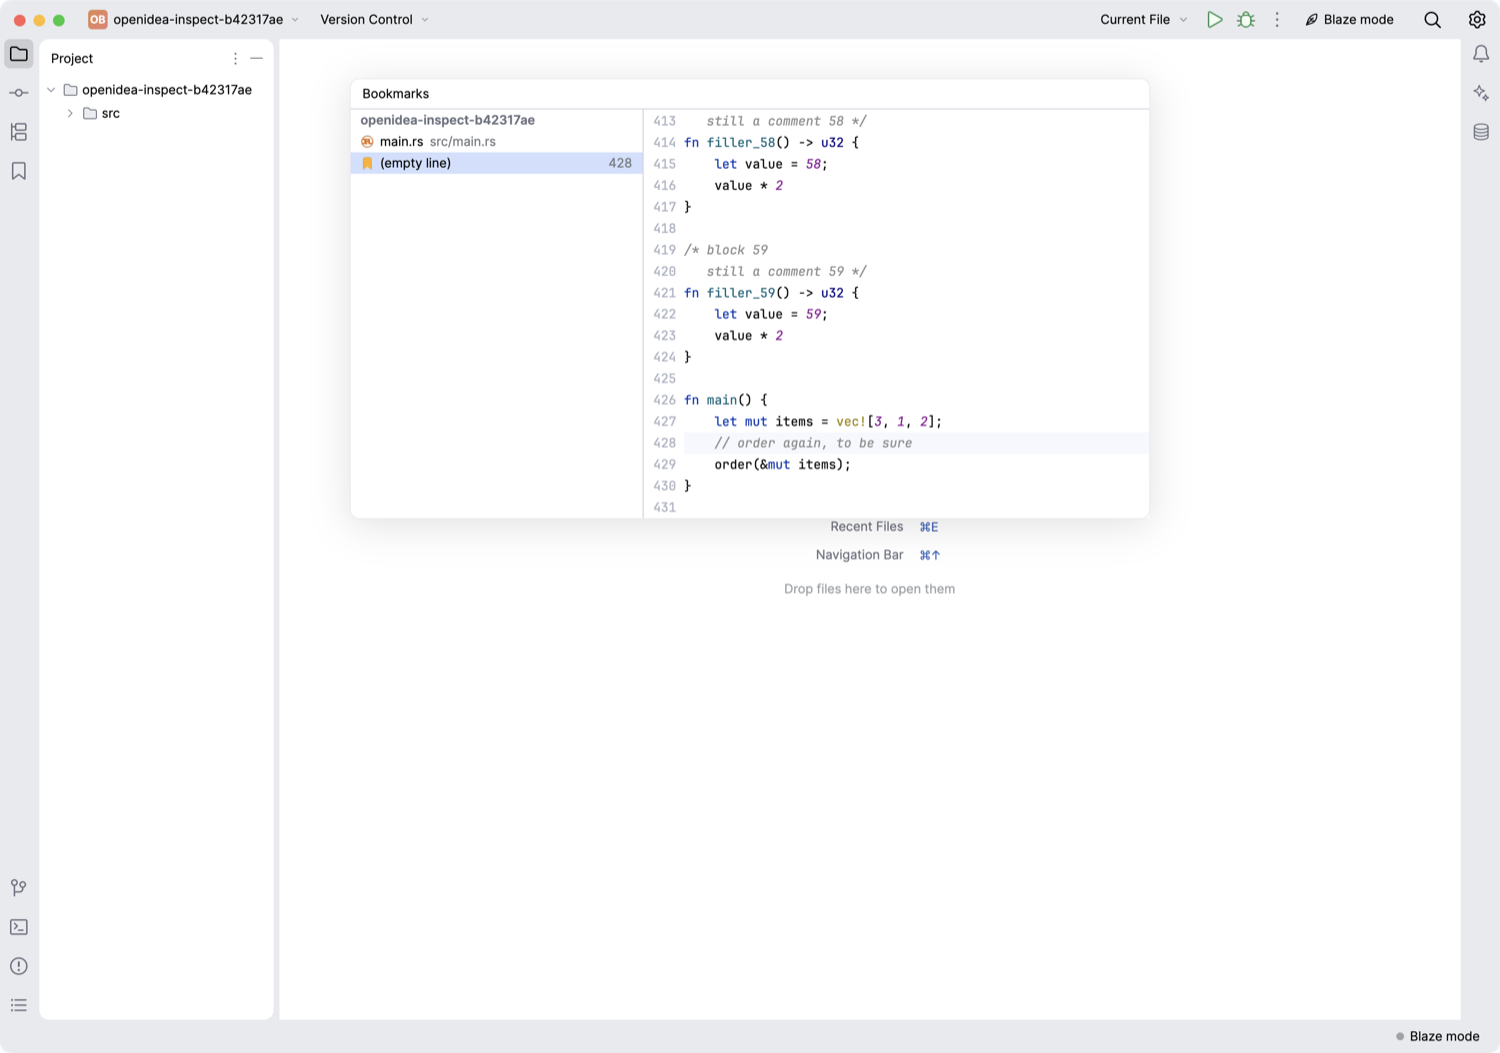 OB openidea-inspect-b42317ae Version Control Current File Blaze mode
Project
openidea-inspect-b42317ae
src
Bookmarks
openidea-inspect-b42317ae
main.rs src/main.rs
(empty line) 428
413 still a comment 58 */
414 fn filler_58() -> u32 {
415 let value = 58;
416 value * 2
417 }
418
419 /* block 59
420 still a comment 59 */
421 fn filler_59() -> u32 {
422 let value = 59;
423 value * 2
424 }
425
426 fn main() {
427 let mut items = vec![3, 1, 2];
428 // order again, to be sure
429 order(&mut items);
430 }
431
Recent Files ⌘E
Navigation Bar ⌘↑
Drop files here to open them
Blaze mode